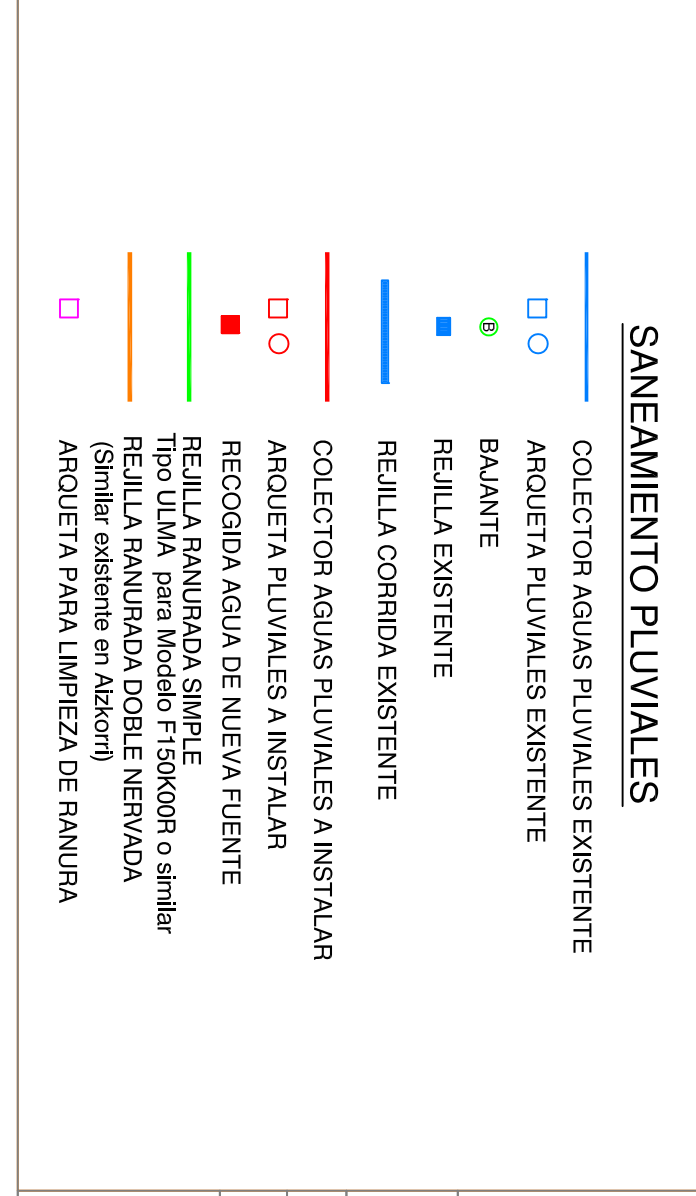 SANEAMIENTO PLUVIALES
COLECTOR AGUAS PLUVIALES EXISTENTE
ARQUETA PLUVIALES EXISTENTE
B BAJANTE
REJILLA EXISTENTE
REJILLA CORRIDA EXISTENTE
COLECTOR AGUAS PLUVIALES A INSTALAR
ARQUETA PLUVIALES A INSTALAR
RECOGIDA AGUA DE NUEVA FUENTE
REJILLA RANURADA SIMPLE
Tipo ULMA para Modelo F150K00R o similar
REJILLA RANURADA DOBLE NERVADA
(Similar existente en Aizkorri)
ARQUETA PARA LIMPIEZA DE RANURA